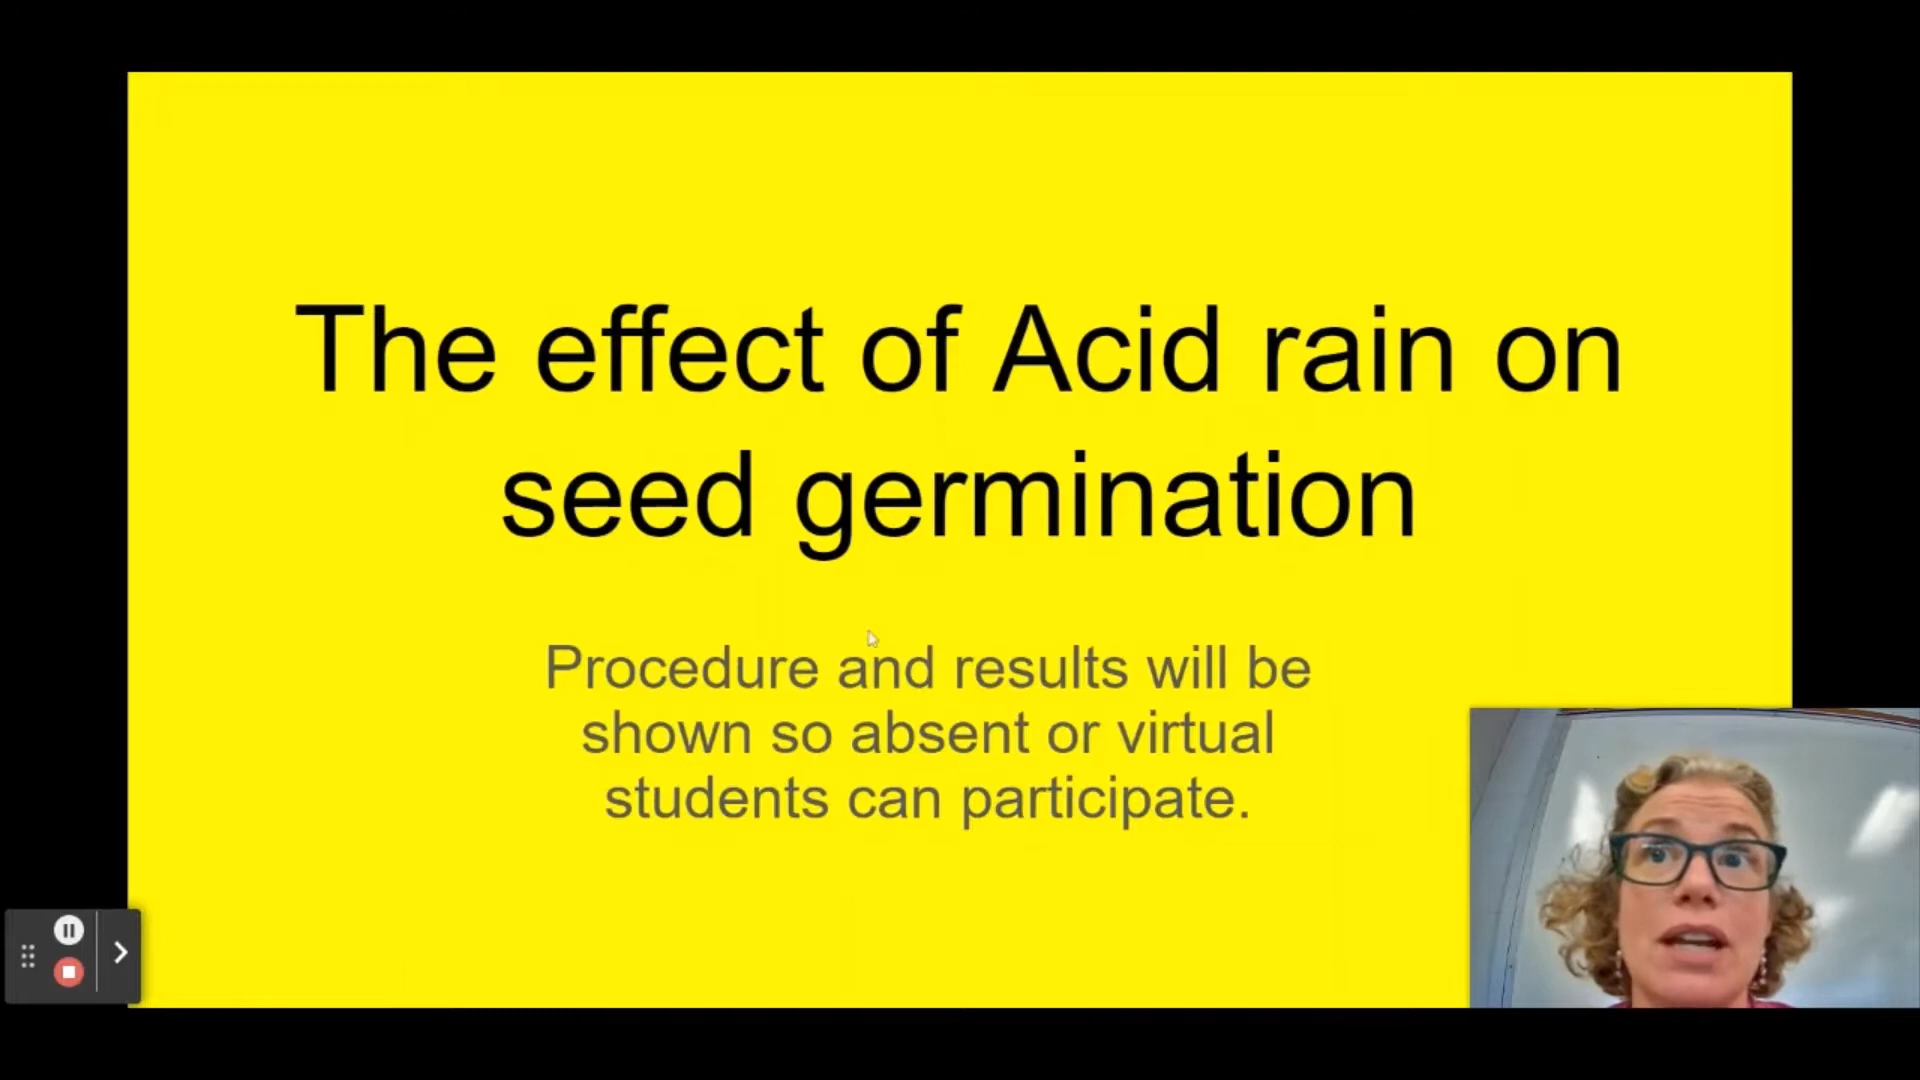 The effect of Acid rain on
seed germination
Procedure and results will be
shown so absent or virtual
students can participate.